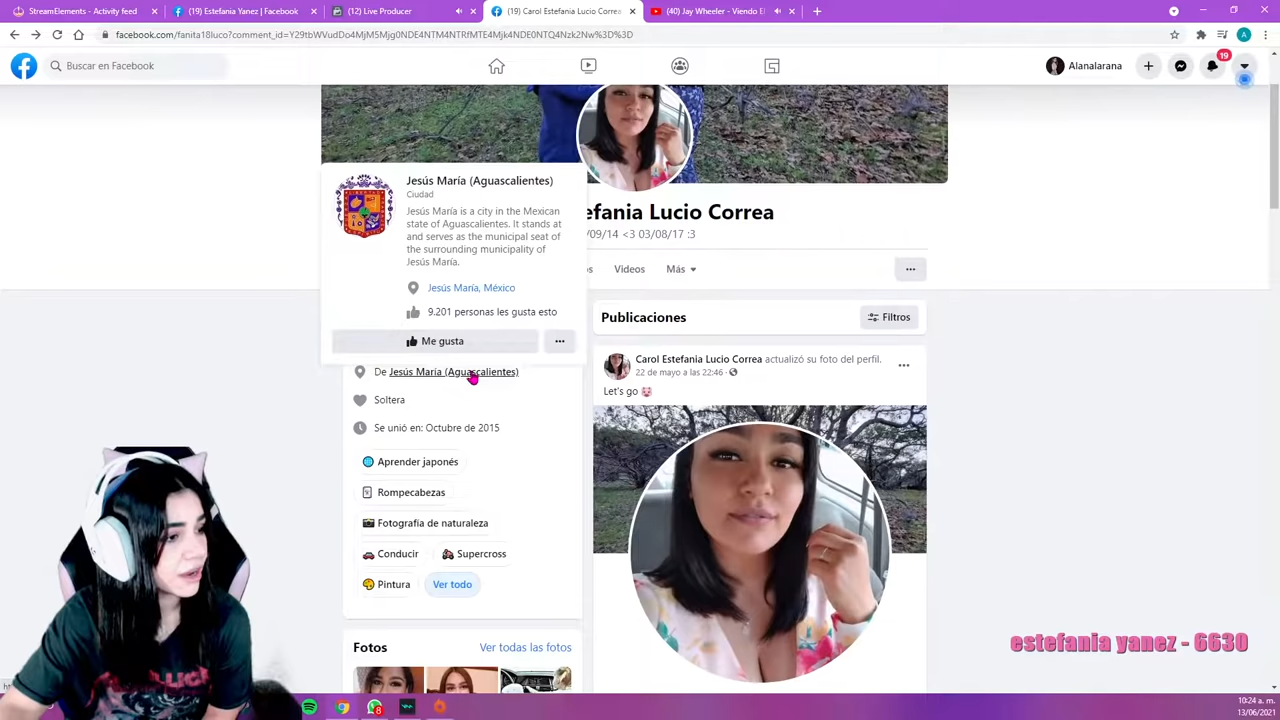 StreamElements - Activity feed
(19) Estefania Yanez | Facebook
(12) Live Producer
(19) Carol Estefania Lucio Correa
(40) Jay Wheeler - Viendo El
facebook.com/fanita18luco?comment_id=Y29tbWVudDo4MjM5Mjg0NDE4NTM4NTRfMTE4Mjk4NDE0NTQ4Nzk2Nw%3D%3D
Buscar en Facebook
Alanalarana
19
Jesús María (Aguascalientes)
Ciudad
Jesús María is a city in the Mexican
state of Aguascalientes. It stands at
and serves as the municipal seat of
the surrounding municipality of
Jesús María.
Jesús María, México
9.201 personas les gusta esto
Me gusta
efania Lucio Correa
/09/14 <3 03/08/17 :3
os
Videos
Más
Publicaciones
Filtros
De Jesús María (Aguascalientes)
Soltera
Se unió en: Octubre de 2015
Aprender japonés
Rompecabezas
Fotografía de naturaleza
Conducir
Supercross
Pintura
Ver todo
Fotos
Ver todas las fotos
Carol Estefania Lucio Correa actualizó su foto del perfil.
22 de mayo a las 22:46
Let's go
estefania yanez - 6630
8
10:24 a. m.
13/06/2021